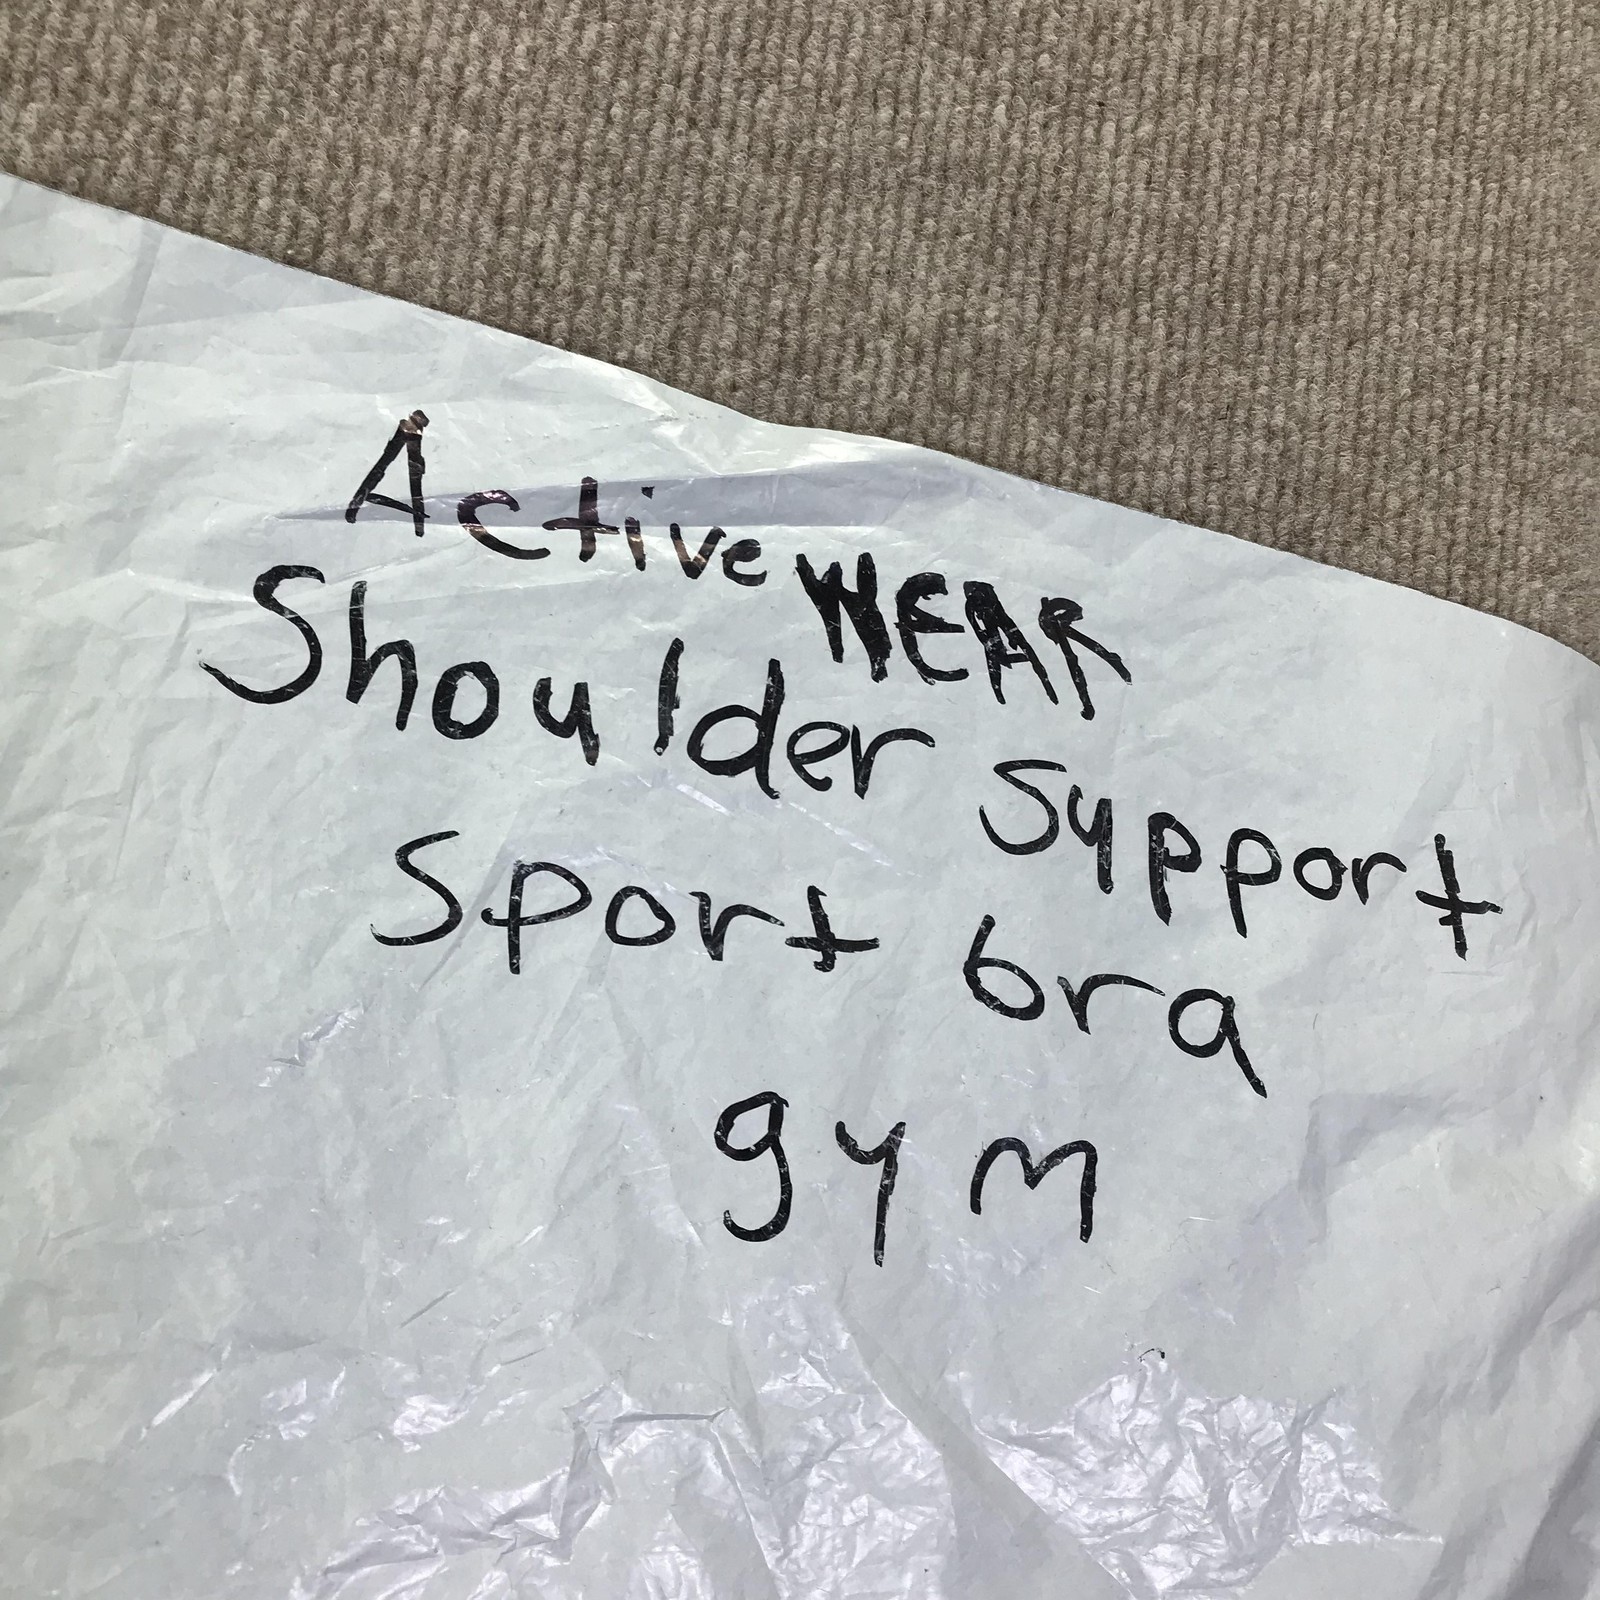 Active WEAR
Shoulder Support
Sport bra
gym